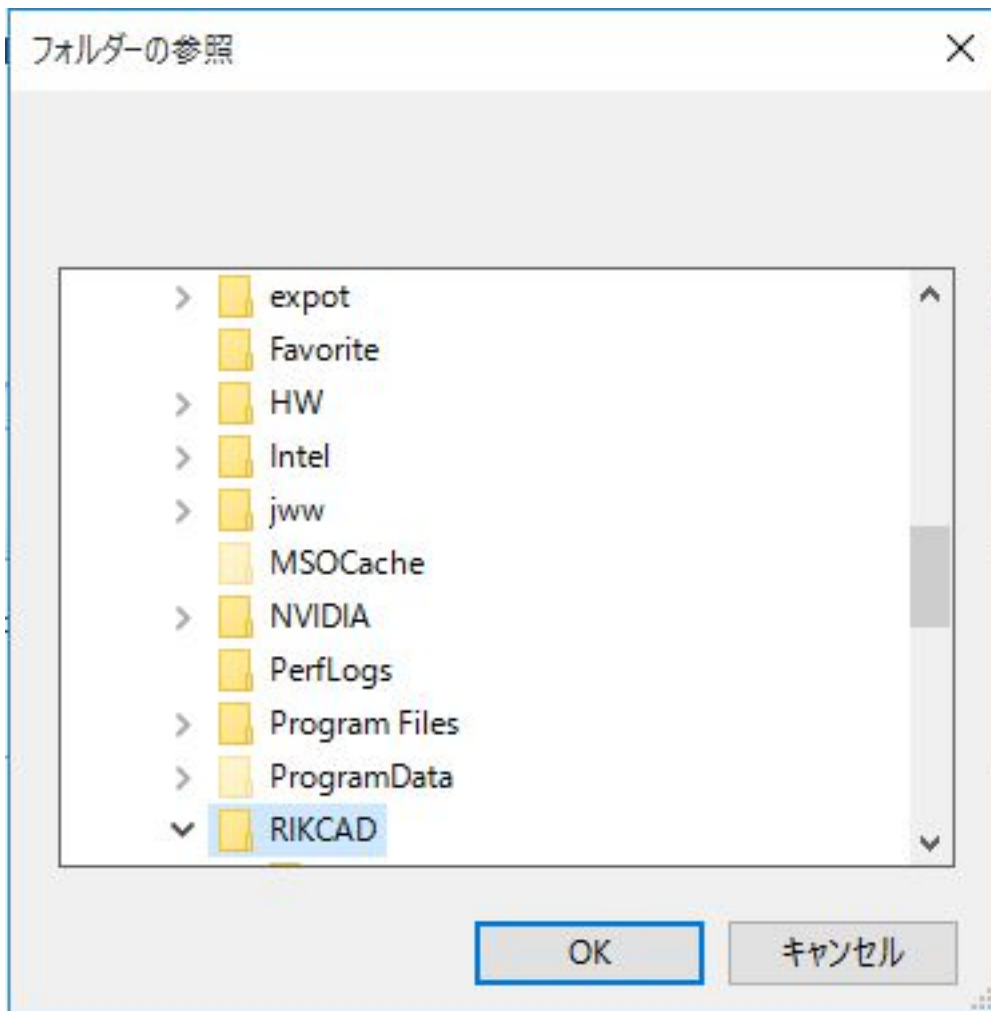 フォルダーの参照
expot
Favorite
HW
Intel
jww
MSOCache
NVIDIA
PerfLogs
Program Files
ProgramData
RIKCAD
OK
キャンセル